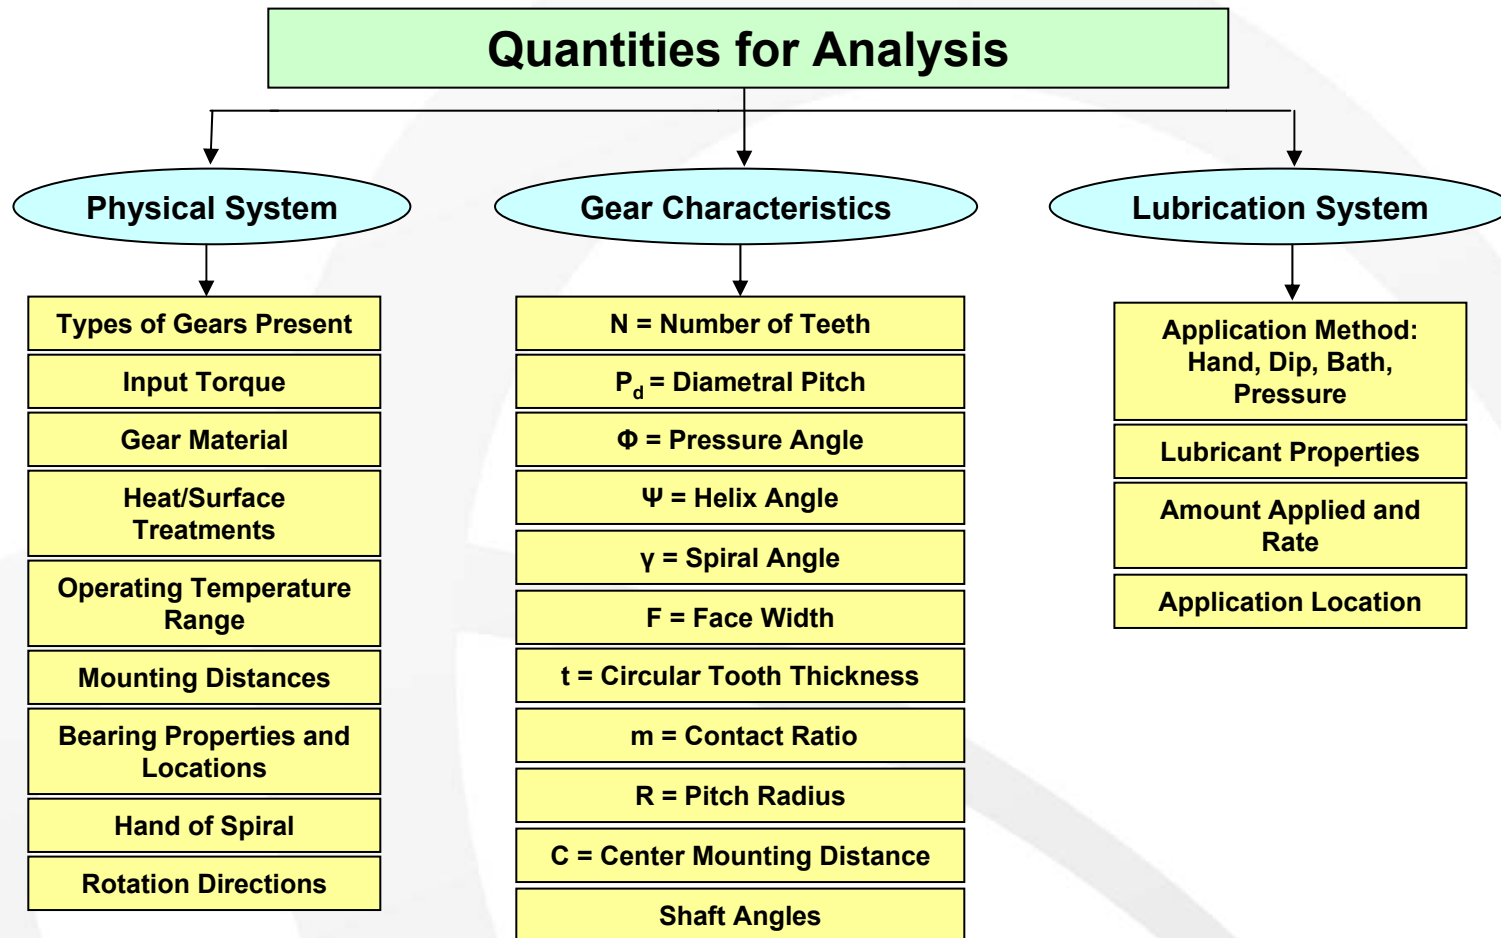 Quantities for Analysis
Physical System
Types of Gears Present
Input Torque
Gear Material
Heat/Surface
Treatments
Operating Temperature
Range
Mounting Distances
Bearing Properties and
Locations
Hand of Spiral
Rotation Directions
Gear Characteristics
N = Number of Teeth
Pd = Diametral Pitch
Φ = Pressure Angle
Ψ = Helix Angle
γ = Spiral Angle
F = Face Width
t = Circular Tooth Thickness
m = Contact Ratio
R = Pitch Radius
C = Center Mounting Distance
Shaft Angles
Lubrication System
Application Method:
Hand, Dip, Bath,
Pressure
Lubricant Properties
Amount Applied and
Rate
Application Location